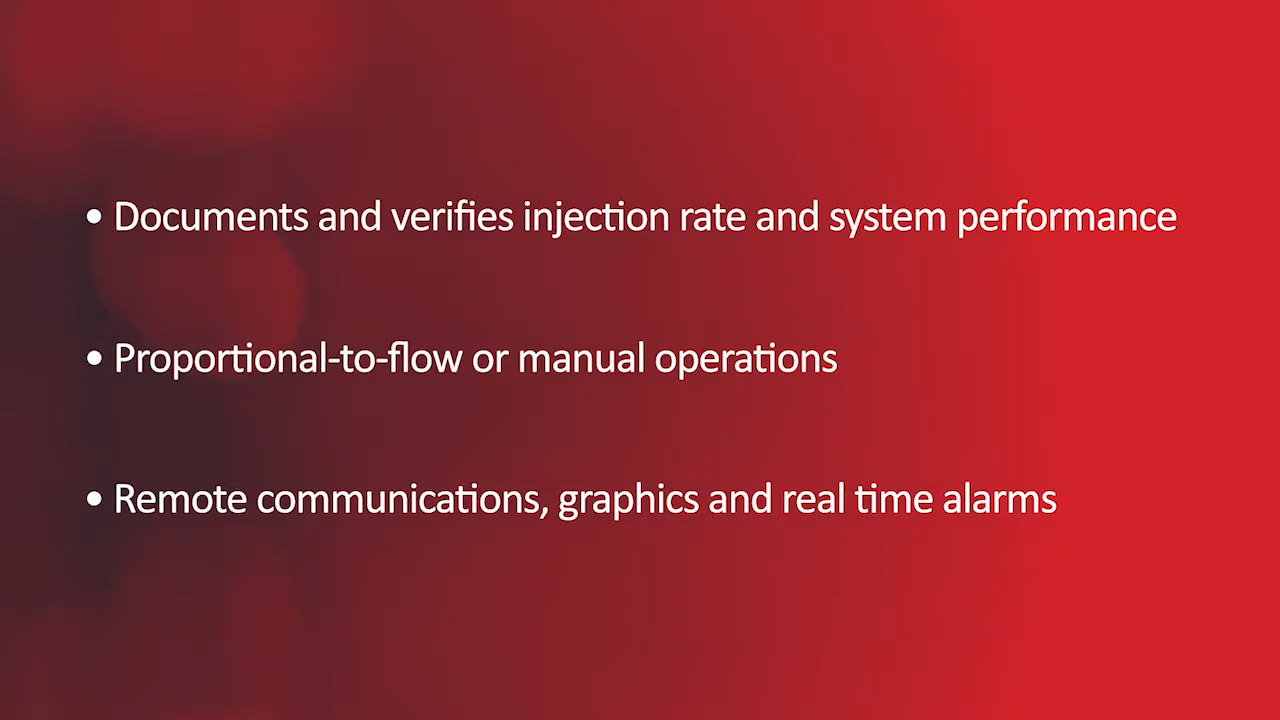 • Documents and verifies injection rate and system performance
• Proportional-to-flow or manual operations
• Remote communications, graphics and real time alarms